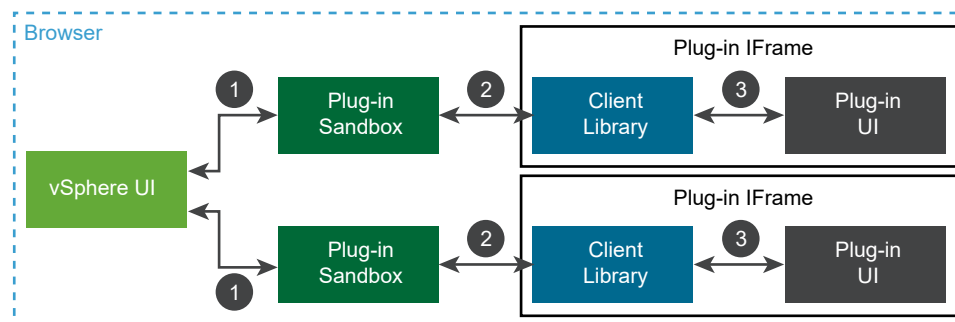 Browser
Plug-in IFrame
1
2
3
Plug-in
Sandbox
Client
Library
Plug-in
UI
vSphere UI
Plug-in IFrame
1
2
3
Plug-in
Sandbox
Client
Library
Plug-in
UI